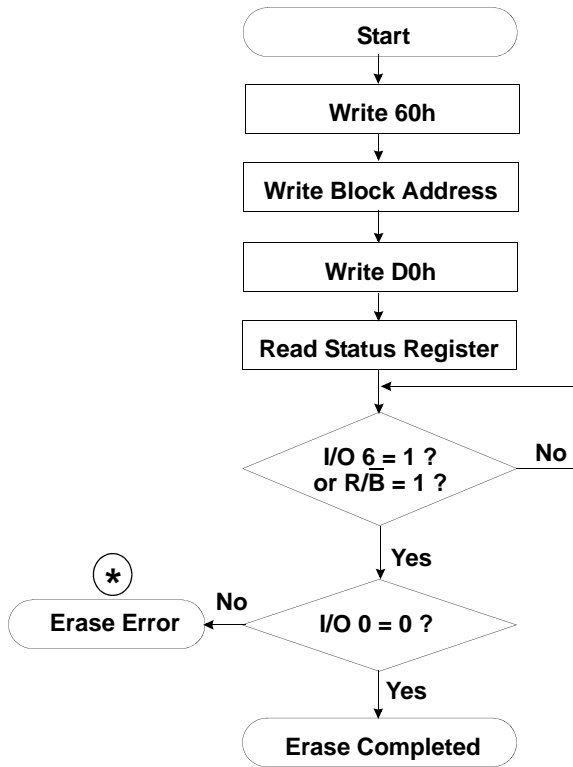 Start
Write 60h
Write Block Address
Write D0h
Read Status Register
I/O 6 = 1 ?
or R/B̅ = 1 ?
No
Yes
*
No
Erase Error
I/O 0 = 0 ?
Yes
Erase Completed